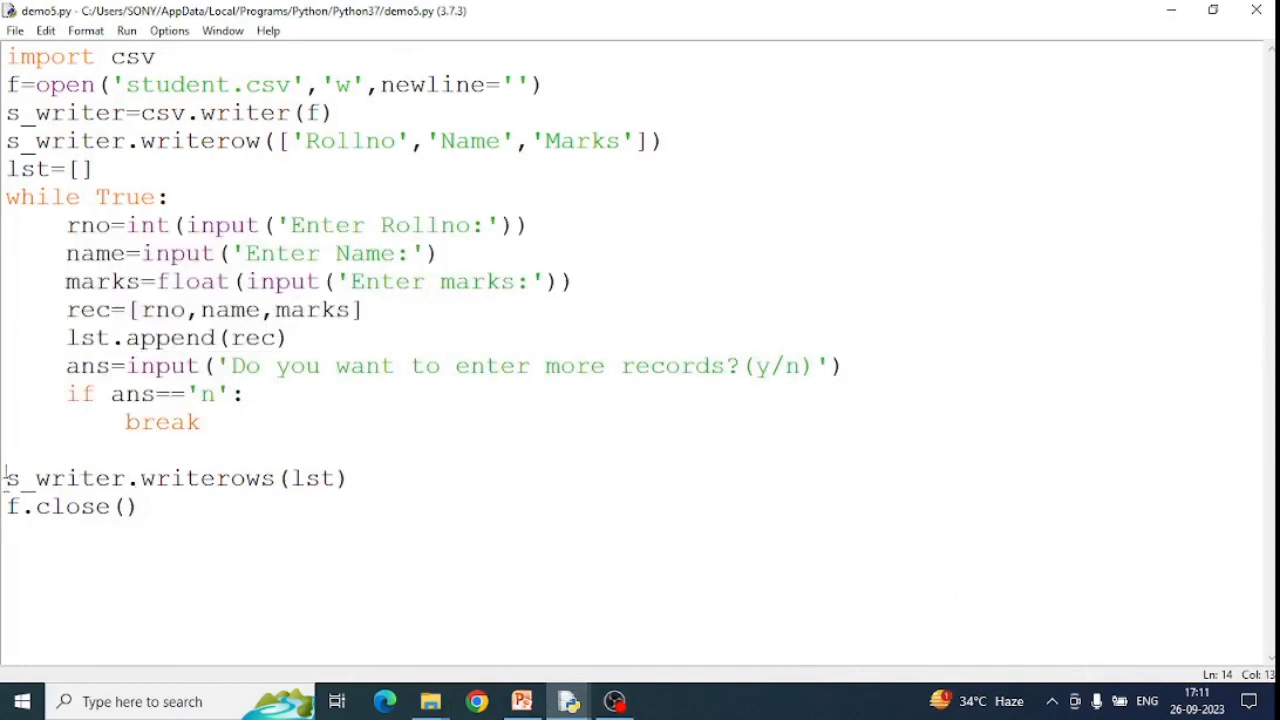 demo5.py - C:/Users/SONY/AppData/Local/Programs/Python/Python37/demo5.py (3.7.3)
File Edit Format Run Options Window Help
import csv
f=open('student.csv','w',newline='')
s_writer=csv.writer(f)
s_writer.writerow(['Rollno','Name','Marks'])
lst=[]
while True:
    rno=int(input('Enter Rollno:'))
    name=input('Enter Name:')
    marks=float(input('Enter marks:'))
    rec=[rno,name,marks]
    lst.append(rec)
    ans=input('Do you want to enter more records?(y/n)')
    if ans=='n':
        break
s_writer.writerows(lst)
f.close()
Ln: 14 Col: 13
Type here to search
34°C Haze
ENG
17:11
26-09-2023